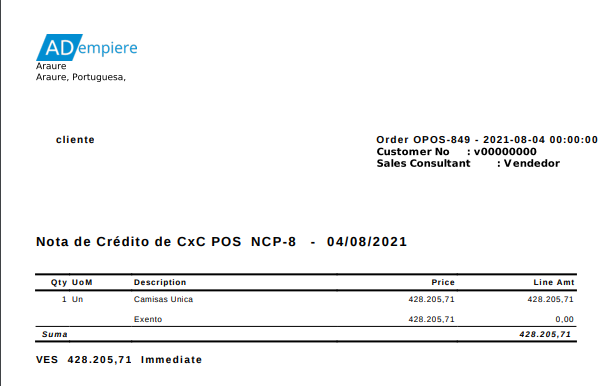 ADempiere
Araure
Araure, Portuguesa,
cliente
Order OPOS-849 - 2021-08-04 00:00:00
Customer No : v00000000
Sales Consultant : Vendedor
Nota de Crédito de CxC POS NCP-8 - 04/08/2021
Qty UoM Description Price Line Amt
1 Un Camisas Unica 428.205,71 428.205,71
Exento 428.205,71 0,00
Suma 428.205,71
VES 428.205,71 Immediate